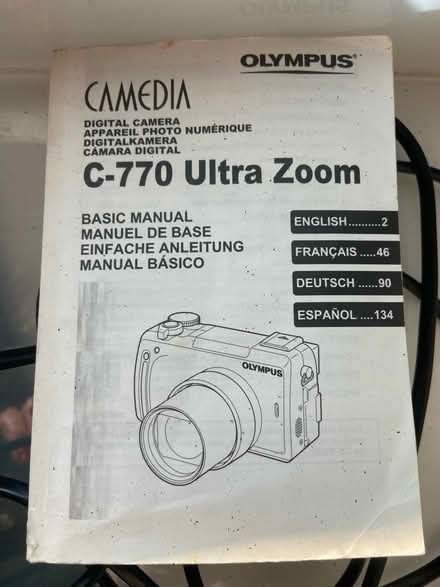 OLYMPUS
CAMEDIA
DIGITAL CAMERA
APPAREIL PHOTO NUMÉRIQUE
DIGITALKAMERA
CÁMARA DIGITAL
C-770 Ultra Zoom
BASIC MANUAL
MANUEL DE BASE
EINFACHE ANLEITUNG
MANUAL BÁSICO
ENGLISH..........2
FRANÇAIS .....46
DEUTSCH ......90
ESPAÑOL ....134
OLYMPUS